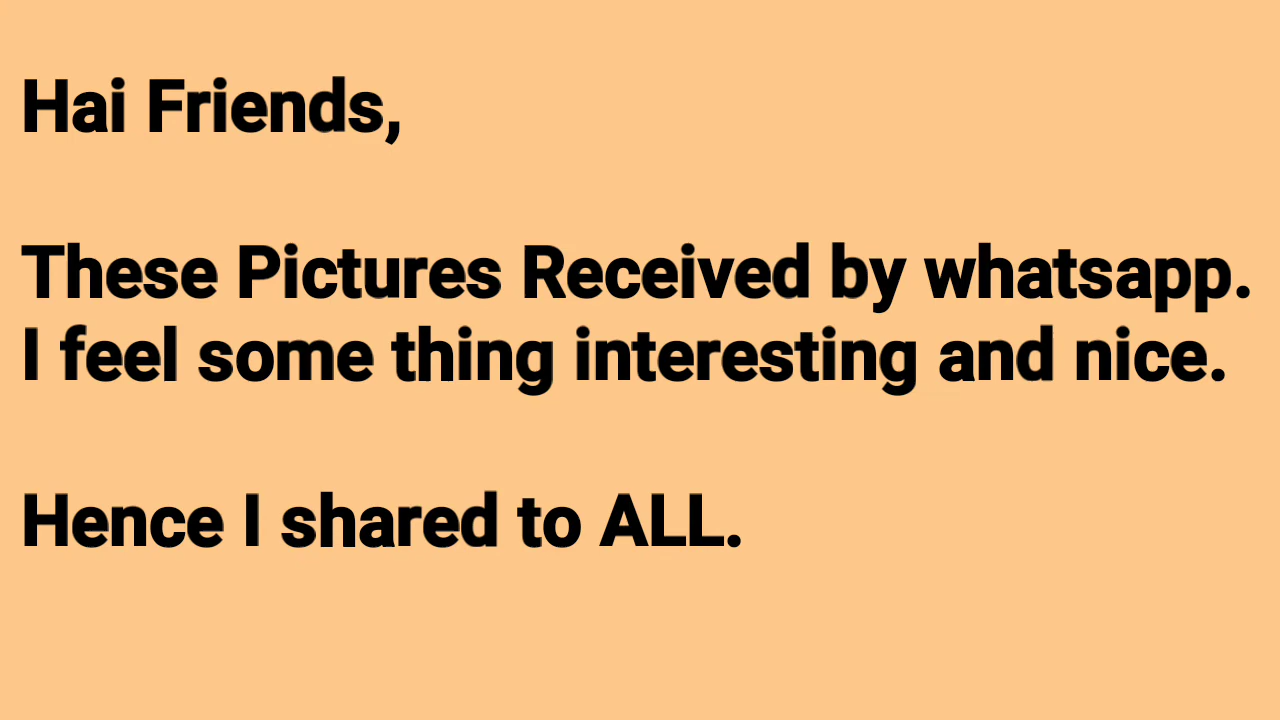 Hai Friends,
These Pictures Received by whatsapp.
I feel some thing interesting and nice.
Hence I shared to ALL.